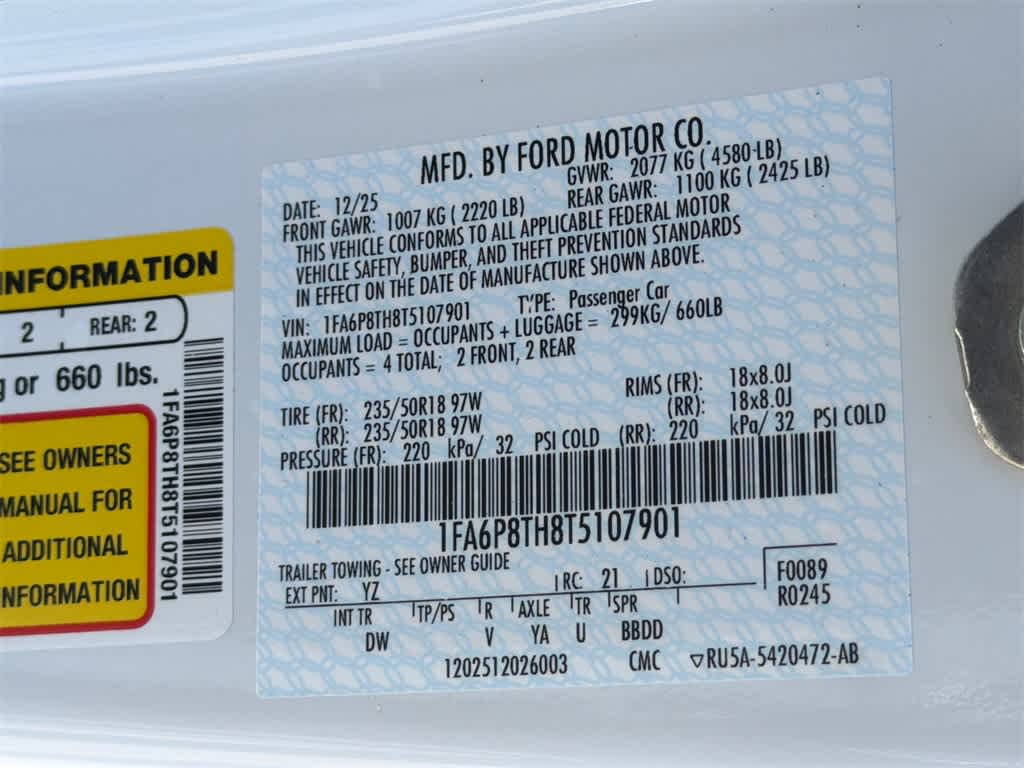 INFORMATION
2 REAR: 2
or 660 lbs.
SEE OWNERS
MANUAL FOR
ADDITIONAL
INFORMATION
1FA6P8TH8T5107901
MFD. BY FORD MOTOR CO.
DATE: 12/25 GVWR: 2077 KG ( 4580 LB)
FRONT GAWR: 1007 KG ( 2220 LB) REAR GAWR: 1100 KG ( 2425 LB)
THIS VEHICLE CONFORMS TO ALL APPLICABLE FEDERAL MOTOR
VEHICLE SAFETY, BUMPER, AND THEFT PREVENTION STANDARDS
IN EFFECT ON THE DATE OF MANUFACTURE SHOWN ABOVE.
VIN: 1FA6P8TH8T5107901 TYPE: Passenger Car
MAXIMUM LOAD = OCCUPANTS + LUGGAGE = 299KG/ 660LB
OCCUPANTS = 4 TOTAL; 2 FRONT, 2 REAR
TIRE (FR): 235/50R18 97W RIMS (FR): 18x8.0J
(RR): 235/50R18 97W (RR): 18x8.0J
PRESSURE (FR): 220 kPa/ 32 PSI COLD (RR): 220 kPa/ 32 PSI COLD
1FA6P8TH8T5107901
TRAILER TOWING - SEE OWNER GUIDE
EXT PNT: YZ RC: 21 DSO: F0089
R0245
INT TR TP/PS R AXLE TR SPR
DW V YA U BBDD
1202512026003 CMC ▽RU5A-5420472-AB